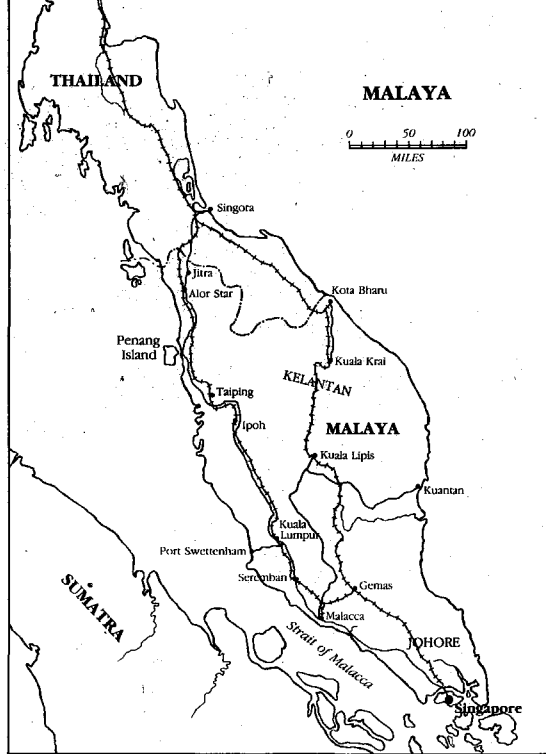 THAILAND
MALAYA
0 50 100
MILES
Singora
Jitra
Alor Star
Kota Bharu
Penang
Island
Kuala Krai
KELANTAN
Taiping
Ipoh
MALAYA
Kuala Lipis
Kuantan
Kuala
Lumpur
Port Swettenham
Seremban
Gemas
SUMATRA
Malacca
Strait of Malacca
JOHORE
Singapore